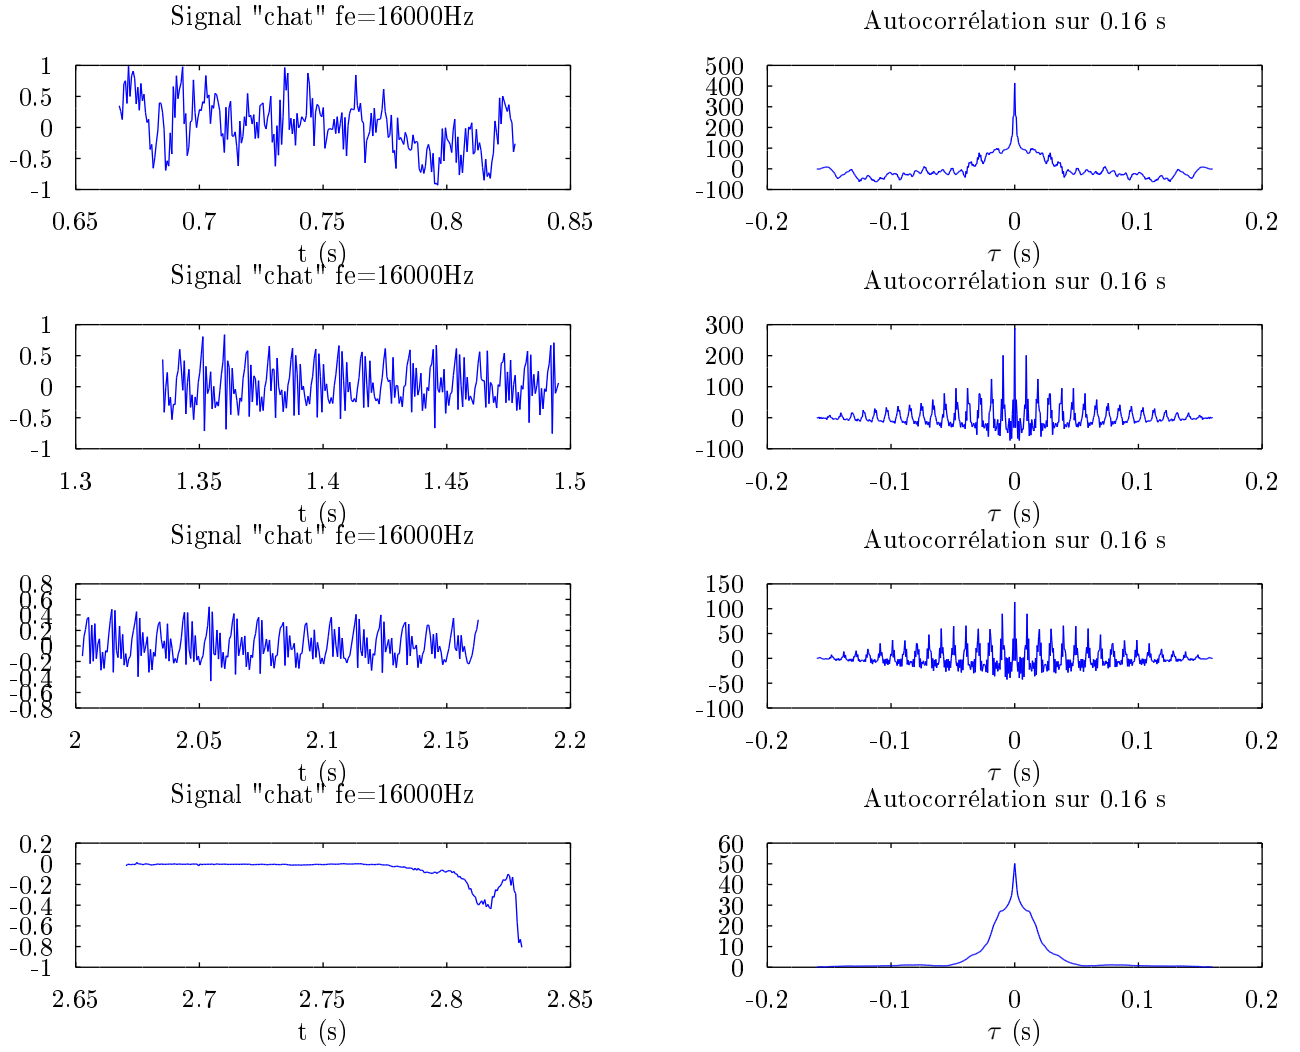 Signal "chat" fe=16000Hz
1
0.5
0
-0.5
-1
0.65 0.7 0.75 0.8 0.85
t (s)
Autocorrélation sur 0.16 s
500
400
300
200
100
0
-100
-0.2 -0.1 0 0.1 0.2
τ (s)
Signal "chat" fe=16000Hz
1
0.5
0
-0.5
-1
1.3 1.35 1.4 1.45 1.5
t (s)
Autocorrélation sur 0.16 s
300
200
100
0
-100
-0.2 -0.1 0 0.1 0.2
τ (s)
Signal "chat" fe=16000Hz
0.8
0.6
0.4
0.2
0
-0.2
-0.4
-0.6
-0.8
2 2.05 2.1 2.15 2.2
t (s)
Autocorrélation sur 0.16 s
150
100
50
0
-50
-100
-0.2 -0.1 0 0.1 0.2
τ (s)
Signal "chat" fe=16000Hz
0.2
0
-0.2
-0.4
-0.6
-0.8
-1
2.65 2.7 2.75 2.8 2.85
t (s)
Autocorrélation sur 0.16 s
60
50
40
30
20
10
0
-0.2 -0.1 0 0.1 0.2
τ (s)